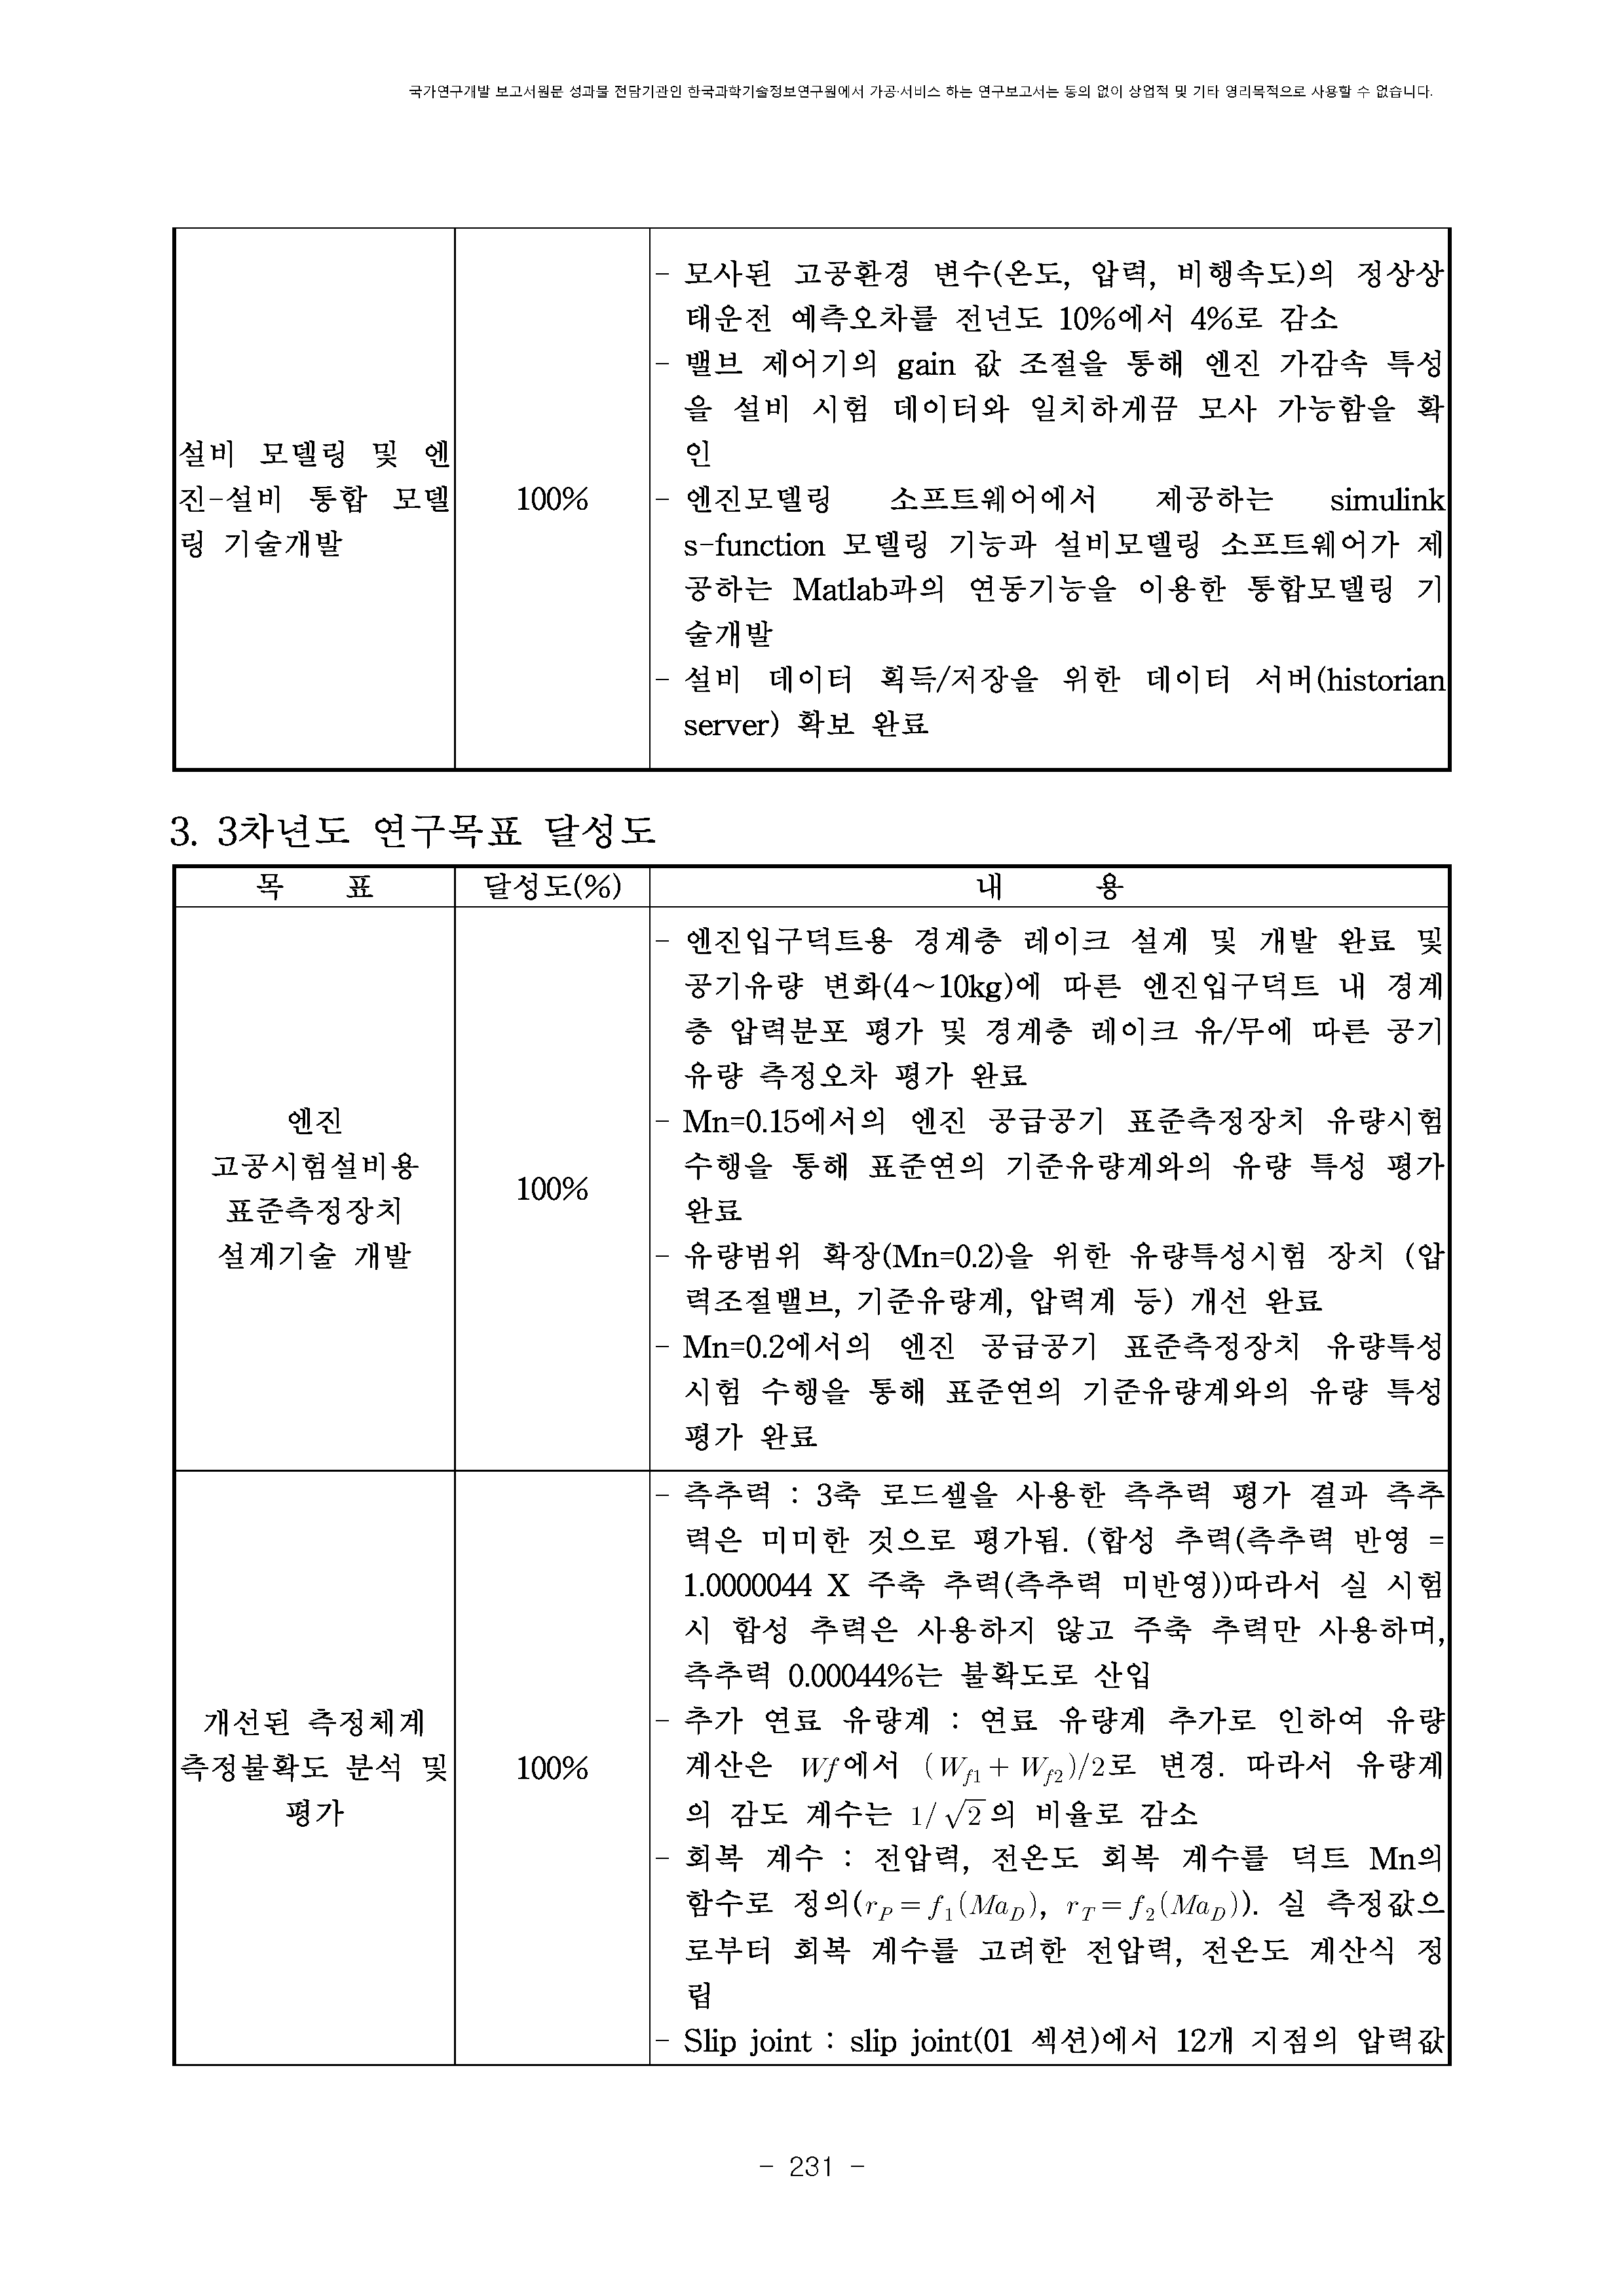 국가연구개발 보고서원문 성과물 전담기관인 한국과학기술정보연구원에서 가공·서비스 하는 연구보고서는 동의 없이 상업적 및 기타 영리목적으로 사용할 수 없습니다.
설비 모델링 및 엔
진-설비 통합 모델
링 기술개발
100%
- 모사된 고공환경 변수(온도, 압력, 비행속도)의 정상상
태운전 예측오차를 전년도 10%에서 4%로 감소
- 밸브 제어기의 gain 값 조절을 통해 엔진 가감속 특성
을 설비 시험 데이터와 일치하게끔 모사 가능함을 확
인
- 엔진모델링 소프트웨어에서 제공하는 simulink
s-function 모델링 기능과 설비모델링 소프트웨어가 제
공하는 Matlab과의 연동기능을 이용한 통합모델링 기
술개발
- 설비 데이터 획득/저장을 위한 데이터 서버(historian
server) 확보 완료
3. 3차년도 연구목표 달성도
목 표 달성도(%) 내 용
엔진
고공시험설비용
표준측정장치
설계기술 개발
100%
- 엔진입구덕트용 경계층 레이크 설계 및 개발 완료 및
공기유량 변화(4~10kg)에 따른 엔진입구덕트 내 경계
층 압력분포 평가 및 경계층 레이크 유/무에 따른 공기
유량 측정오차 평가 완료
- Mn=0.15에서의 엔진 공급공기 표준측정장치 유량시험
수행을 통해 표준연의 기준유량계와의 유량 특성 평가
완료
- 유량범위 확장(Mn=0.2)을 위한 유량특성시험 장치 (압
력조절밸브, 기준유량계, 압력계 등) 개선 완료
- Mn=0.2에서의 엔진 공급공기 표준측정장치 유량특성
시험 수행을 통해 표준연의 기준유량계와의 유량 특성
평가 완료
개선된 측정체계
측정불확도 분석 및
평가
100%
- 측추력 : 3축 로드셀을 사용한 측추력 평가 결과 측추
력은 미미한 것으로 평가됨. (합성 추력(측추력 반영 =
1.0000044 X 주축 추력(측추력 미반영))따라서 실 시험
시 합성 추력은 사용하지 않고 주축 추력만 사용하며,
측추력 0.00044%는 불확도로 산입
- 추가 연료 유량계 : 연료 유량계 추가로 인하여 유량
계산은 Wf에서 (W_{f1} + W_{f2})/2로 변경. 따라서 유량계
의 감도 계수는 1/√2의 비율로 감소
- 회복 계수 : 전압력, 전온도 회복 계수를 덕트 Mn의
함수로 정의(r_P = f_1(Ma_D), r_T = f_2(Ma_D)). 실 측정값으
로부터 회복 계수를 고려한 전압력, 전온도 계산식 정
립
- Slip joint : slip joint(01 섹션)에서 12개 지점의 압력값
- 231 -